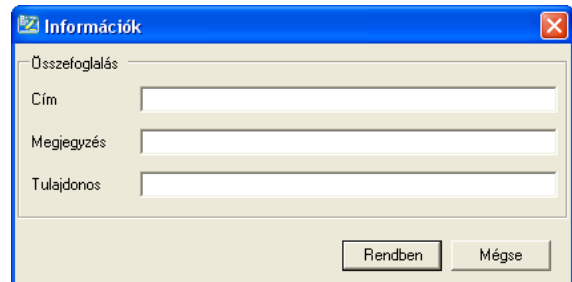 Információk
Összefoglalás
Cím
Megjegyzés
Tulajdonos
Rendben Mégse